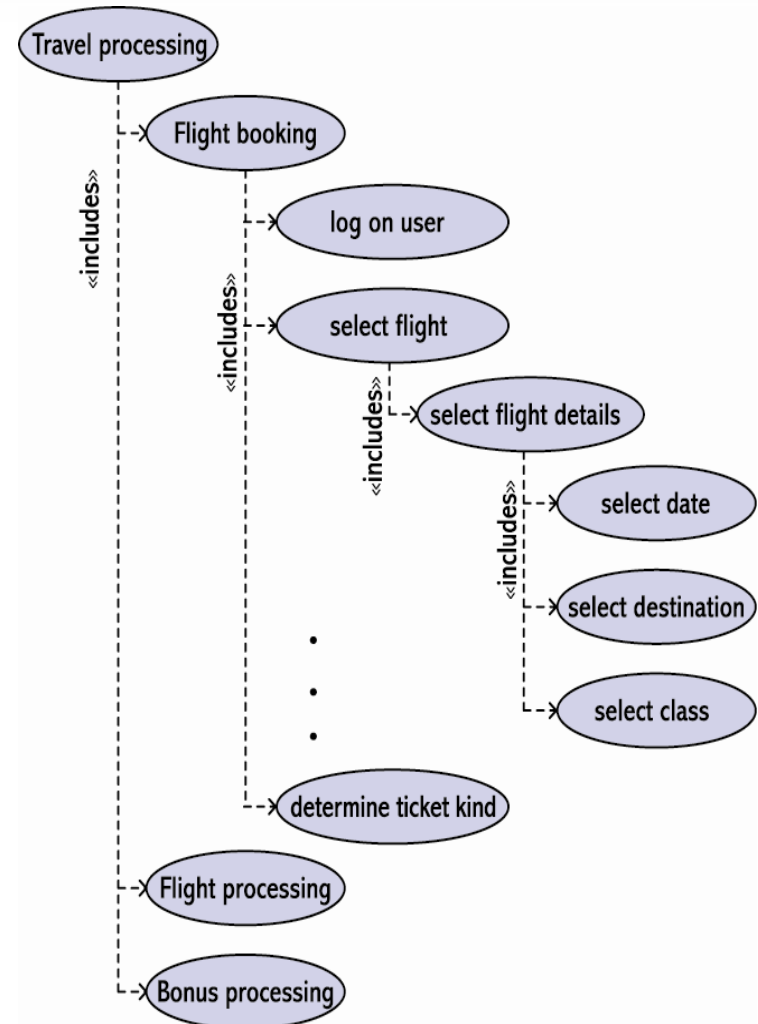 Travel processing
Flight booking
«includes»
log on user
«includes»
select flight
«includes»
select flight details
«includes»
select date
select destination
select class
determine ticket kind
Flight processing
Bonus processing